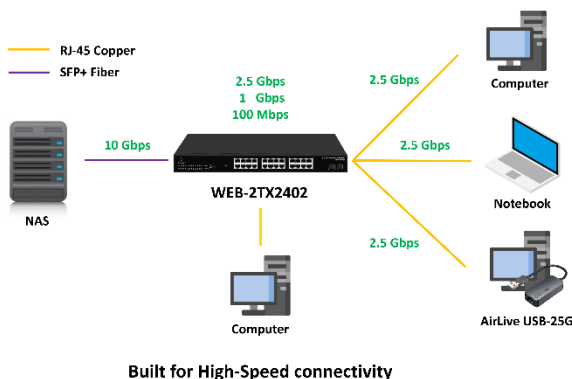 RJ-45 Copper
SFP+ Fiber
2.5 Gbps
1 Gbps
100 Mbps
2.5 Gbps
Computer
10 Gbps
2.5 Gbps
WEB-2TX2402
NAS
Notebook
2.5 Gbps
Computer
AirLive USB-25G
Built for High-Speed connectivity